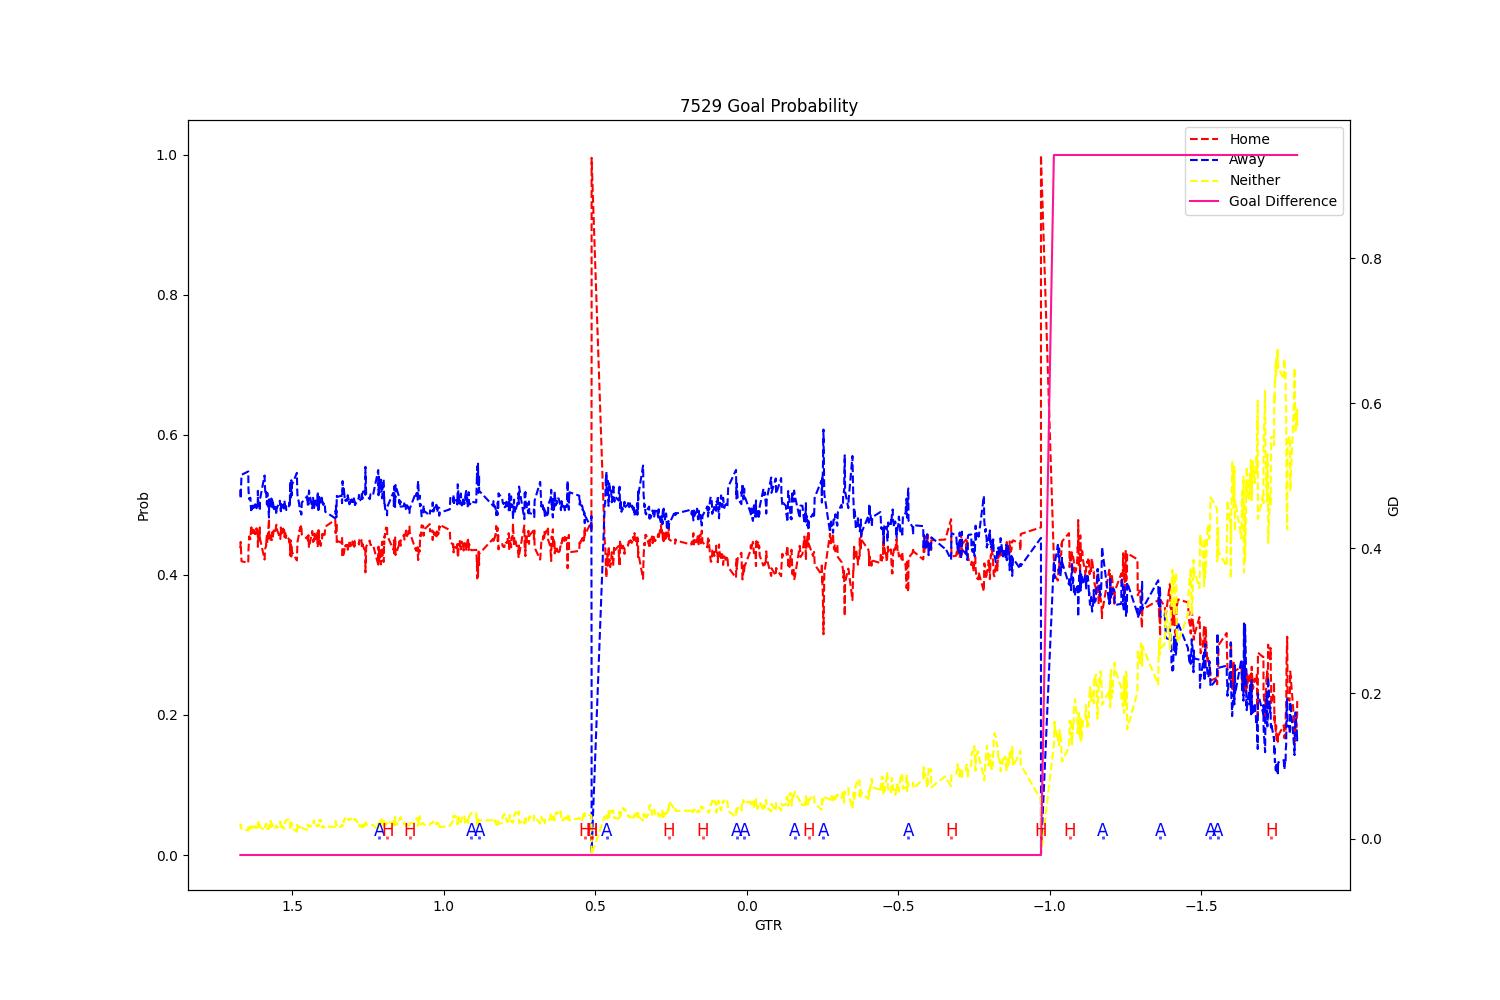 7529 Goal Probability
Home
Away
Neither
Goal Difference
1.0
0.8
0.6
0.4
0.2
0.0
Prob
0.8
0.6
0.4
0.2
0.0
GD
A H H A A H H A H H A A A H A A H H H A A A A H
1.5 1.0 0.5 0.0 −0.5 −1.0 −1.5
GTR